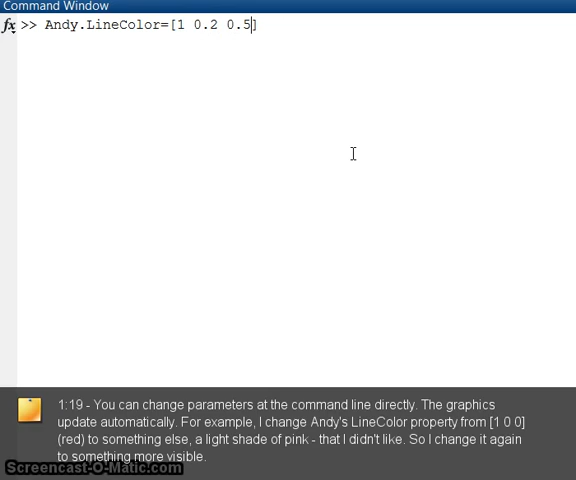 Command Window
fx >> Andy.LineColor=[1 0.2 0.5]
1:19 - You can change parameters at the command line directly. The graphics
update automatically. For example, I change Andy's LineColor property from [1 0 0]
(red) to something else, a light shade of pink - that I didn't like. So I change it again
to something more visible.
Screencast-O-Matic.com